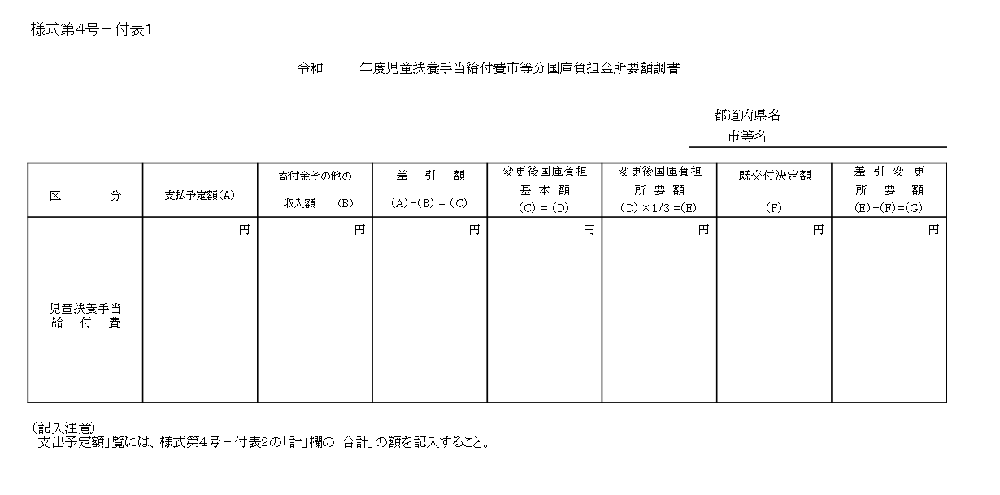 様式第4号－付表1
令和　　年度児童扶養手当給付費市等分国庫負担金所要額調書
都道府県名
市等名
区　　分
支払予定額(A)
寄付金その他の
収入額　(B)
差　引　額
(A)-(B) = (C)
変更後国庫負担
基　本　額
(C) = (D)
変更後国庫負担
所　要　額
(D) ×1/3 =(E)
既交付決定額
(F)
差　引　変　更
所　要　額
(E)-(F)=(G)
円
円
円
円
円
円
円
児童扶養手当
給　付　費
(記入注意)
「支出予定額」覧には、様式第4号－付表2の「計」欄の「合計」の額を記入すること。